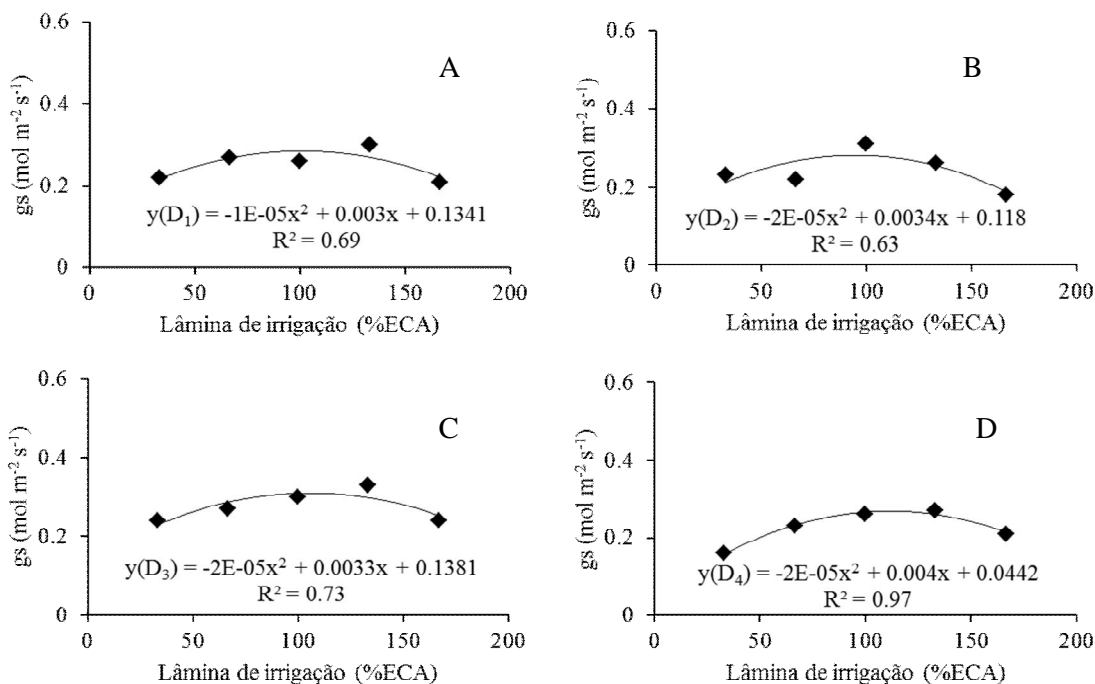 A
gs (mol m⁻² s⁻¹)
0.6
0.4
0.2
0
y(D₁) = -1E-05x² + 0.003x + 0.1341
R² = 0.69
0 50 100 150 200
Lâmina de irrigação (%ECA)
B
gs (mol m⁻² s⁻¹)
0.6
0.4
0.2
0
y(D₂) = -2E-05x² + 0.0034x + 0.118
R² = 0.63
0 50 100 150 200
Lâmina de irrigação (%ECA)
C
gs (mol m⁻² s⁻¹)
0.6
0.4
0.2
0
y(D₃) = -2E-05x² + 0.0033x + 0.1381
R² = 0.73
0 50 100 150 200
Lâmina de irrigação (%ECA)
D
gs (mol m⁻² s⁻¹)
0.6
0.4
0.2
0
y(D₄) = -2E-05x² + 0.004x + 0.0442
R² = 0.97
0 50 100 150 200
Lâmina de irrigação (%ECA)